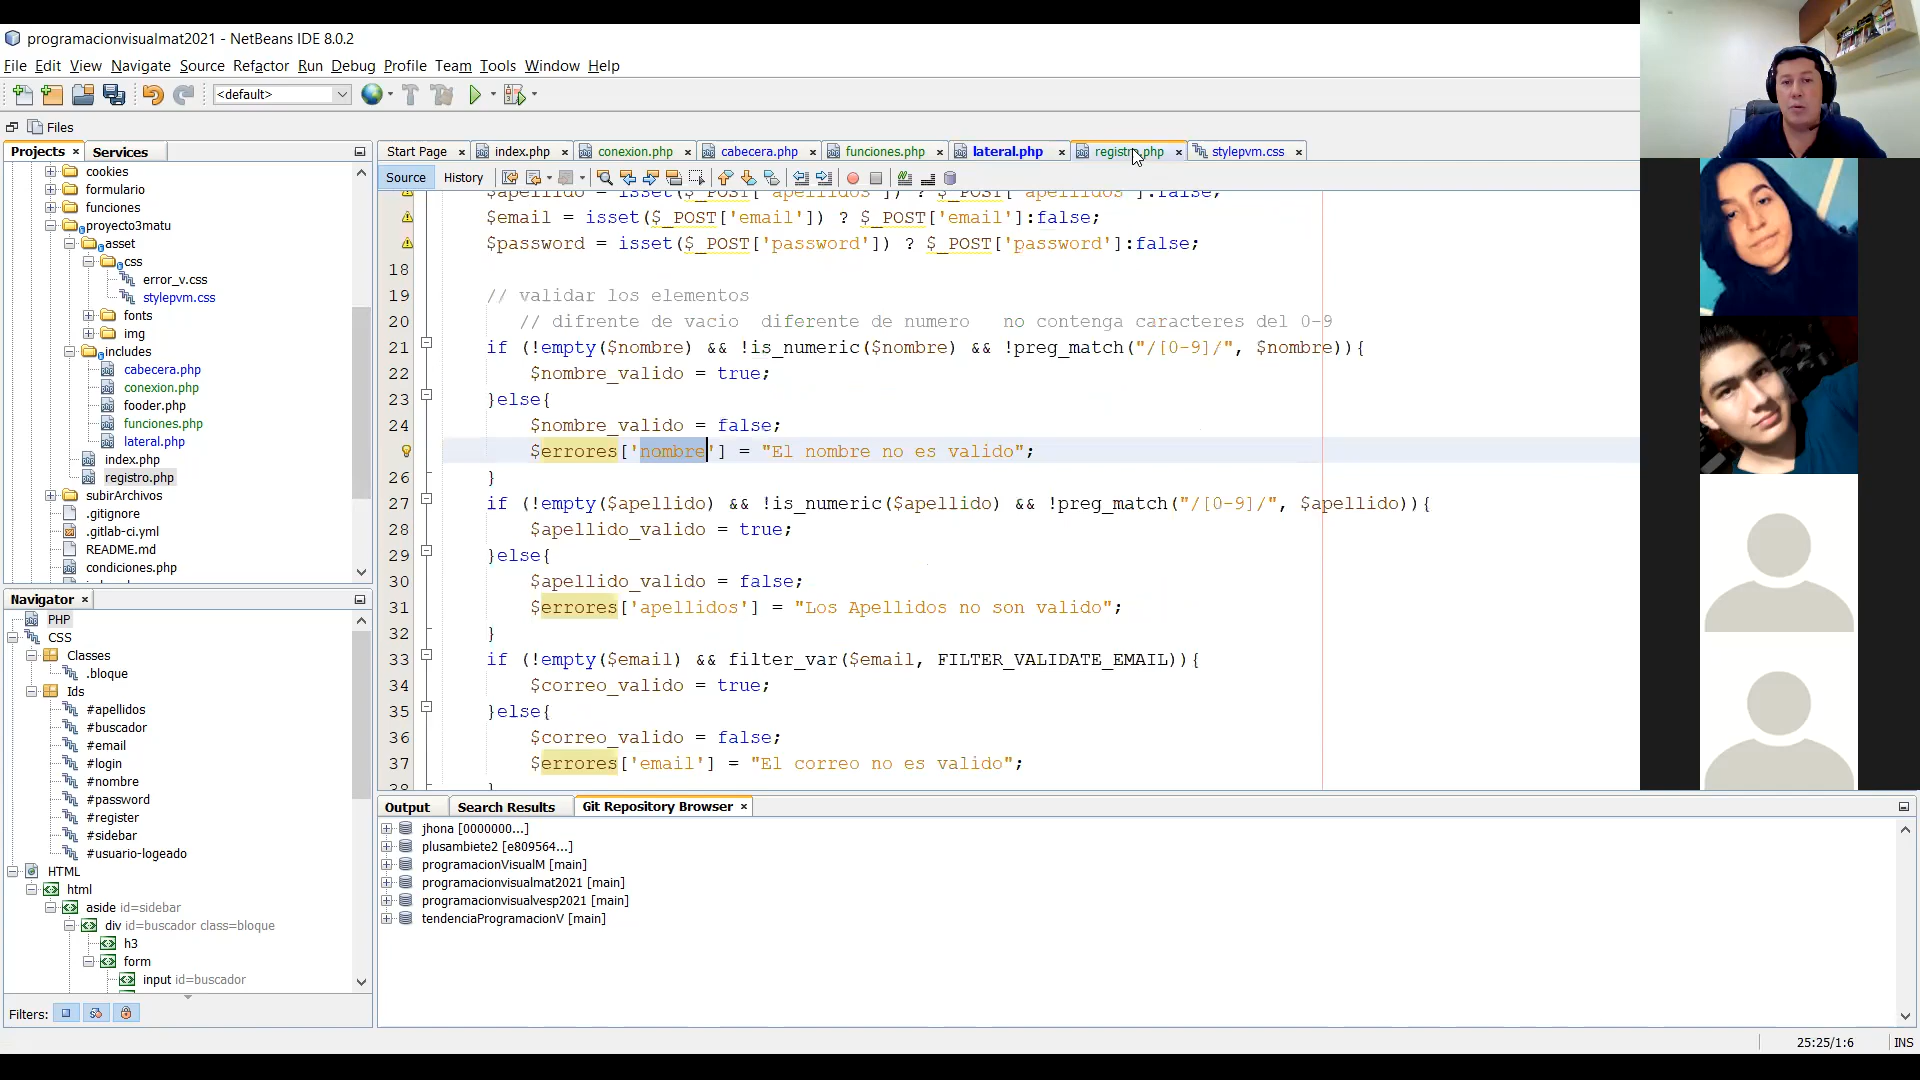 programacionvisualmat2021 - NetBeans IDE 8.0.2
File Edit View Navigate Source Refactor Run Debug Profile Team Tools Window Help
<default>
Files
Projects Services
cookies
formulario
funciones
proyecto3matu
asset
css
error_v.css
stylepvm.css
fonts
img
includes
cabecera.php
conexion.php
fooder.php
funciones.php
lateral.php
index.php
registro.php
subirArchivos
.gitignore
.gitlab-ci.yml
README.md
condiciones.php
Navigator
PHP
CSS
Classes
.bloque
Ids
#apellidos
#buscador
#email
#login
#nombre
#password
#register
#sidebar
#usuario-logeado
HTML
html
aside id=sidebar
div id=buscador class=bloque
h3
form
input id=buscador
Filters:
Start Page index.php conexion.php cabecera.php funciones.php lateral.php registro.php stylepvm.css
Source History
$apellido = isset($_POST['apellidos']) ? $_POST['apellidos']:false;
$email = isset($_POST['email']) ? $_POST['email']:false;
$password = isset($_POST['password']) ? $_POST['password']:false;
18
19 // validar los elementos
20 // difrente de vacio diferente de numero no contenga caracteres del 0-9
21 if (!empty($nombre) && !is_numeric($nombre) && !preg_match("/[0-9]/", $nombre)){
22 $nombre_valido = true;
23 }else{
24 $nombre_valido = false;
$errores['nombre'] = "El nombre no es valido";
26 }
27 if (!empty($apellido) && !is_numeric($apellido) && !preg_match("/[0-9]/", $apellido)){
28 $apellido_valido = true;
29 }else{
30 $apellido_valido = false;
31 $errores['apellidos'] = "Los Apellidos no son valido";
32 }
33 if (!empty($email) && filter_var($email, FILTER_VALIDATE_EMAIL)){
34 $correo_valido = true;
35 }else{
36 $correo_valido = false;
37 $errores['email'] = "El correo no es valido";
38 }
Output Search Results Git Repository Browser
jhona [0000000...]
plusambiete2 [e809564...]
programacionVisualM [main]
programacionvisualmat2021 [main]
programacionvisualvesp2021 [main]
tendenciaProgramacionV [main]
25:25/1:6 INS